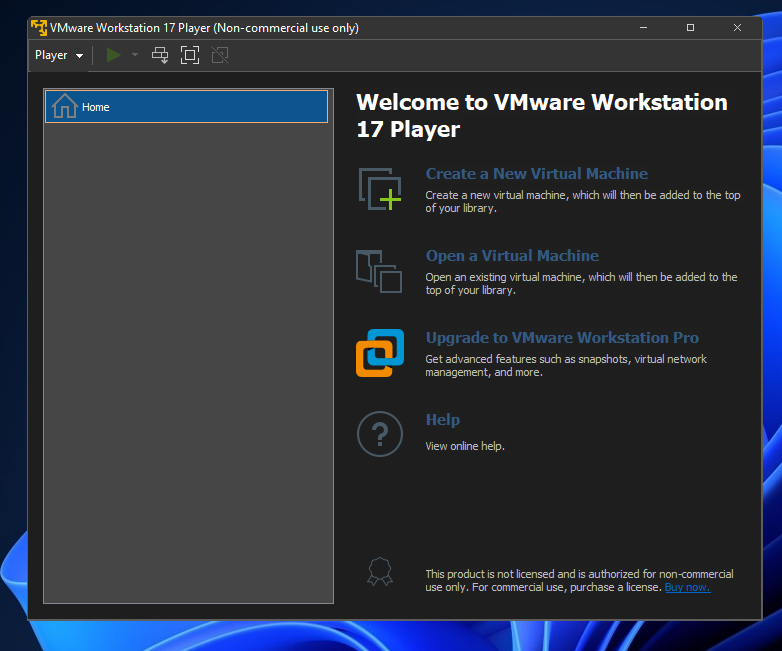 VMware Workstation 17 Player (Non-commercial use only)
Player
Home
Welcome to VMware Workstation
17 Player
Create a New Virtual Machine
Create a new virtual machine, which will then be added to the top
of your library.
Open a Virtual Machine
Open an existing virtual machine, which will then be added to the
top of your library.
Upgrade to VMware Workstation Pro
Get advanced features such as snapshots, virtual network
management, and more.
Help
View online help.
This product is not licensed and is authorized for non-commercial
use only. For commercial use, purchase a license. Buy now.